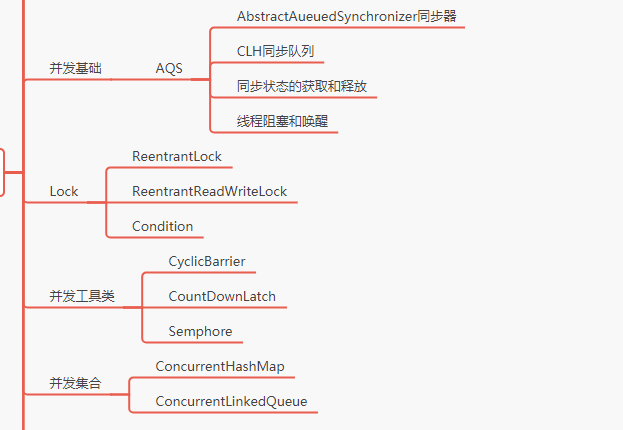 AbstractAueuedSynchronizer同步器
CLH同步队列
并发基础
AQS
同步状态的获取和释放
线程阻塞和唤醒
ReentrantLock
Lock
ReentrantReadWriteLock
Condition
CyclicBarrier
并发工具类
CountDownLatch
Semphore
ConcurrentHashMap
并发集合
ConcurrentLinkedQueue